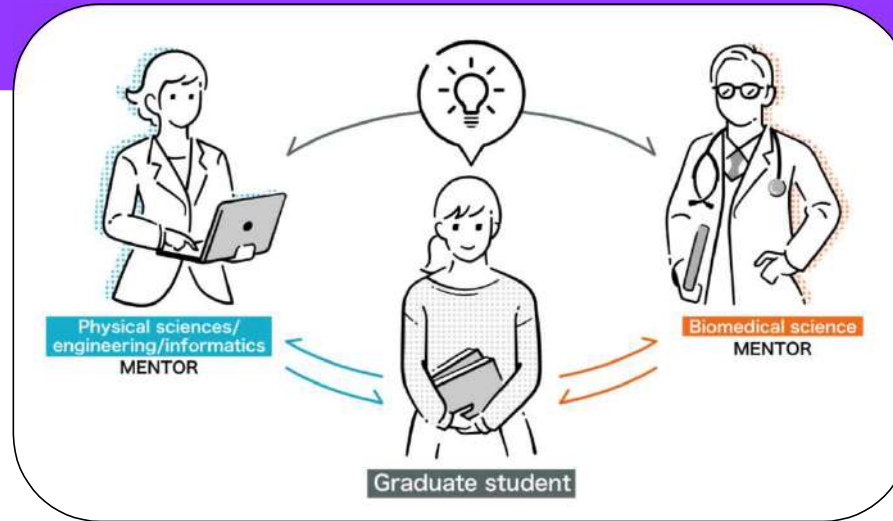 Physical sciences/
engineering/informatics
MENTOR
Biomedical science
MENTOR
Graduate student